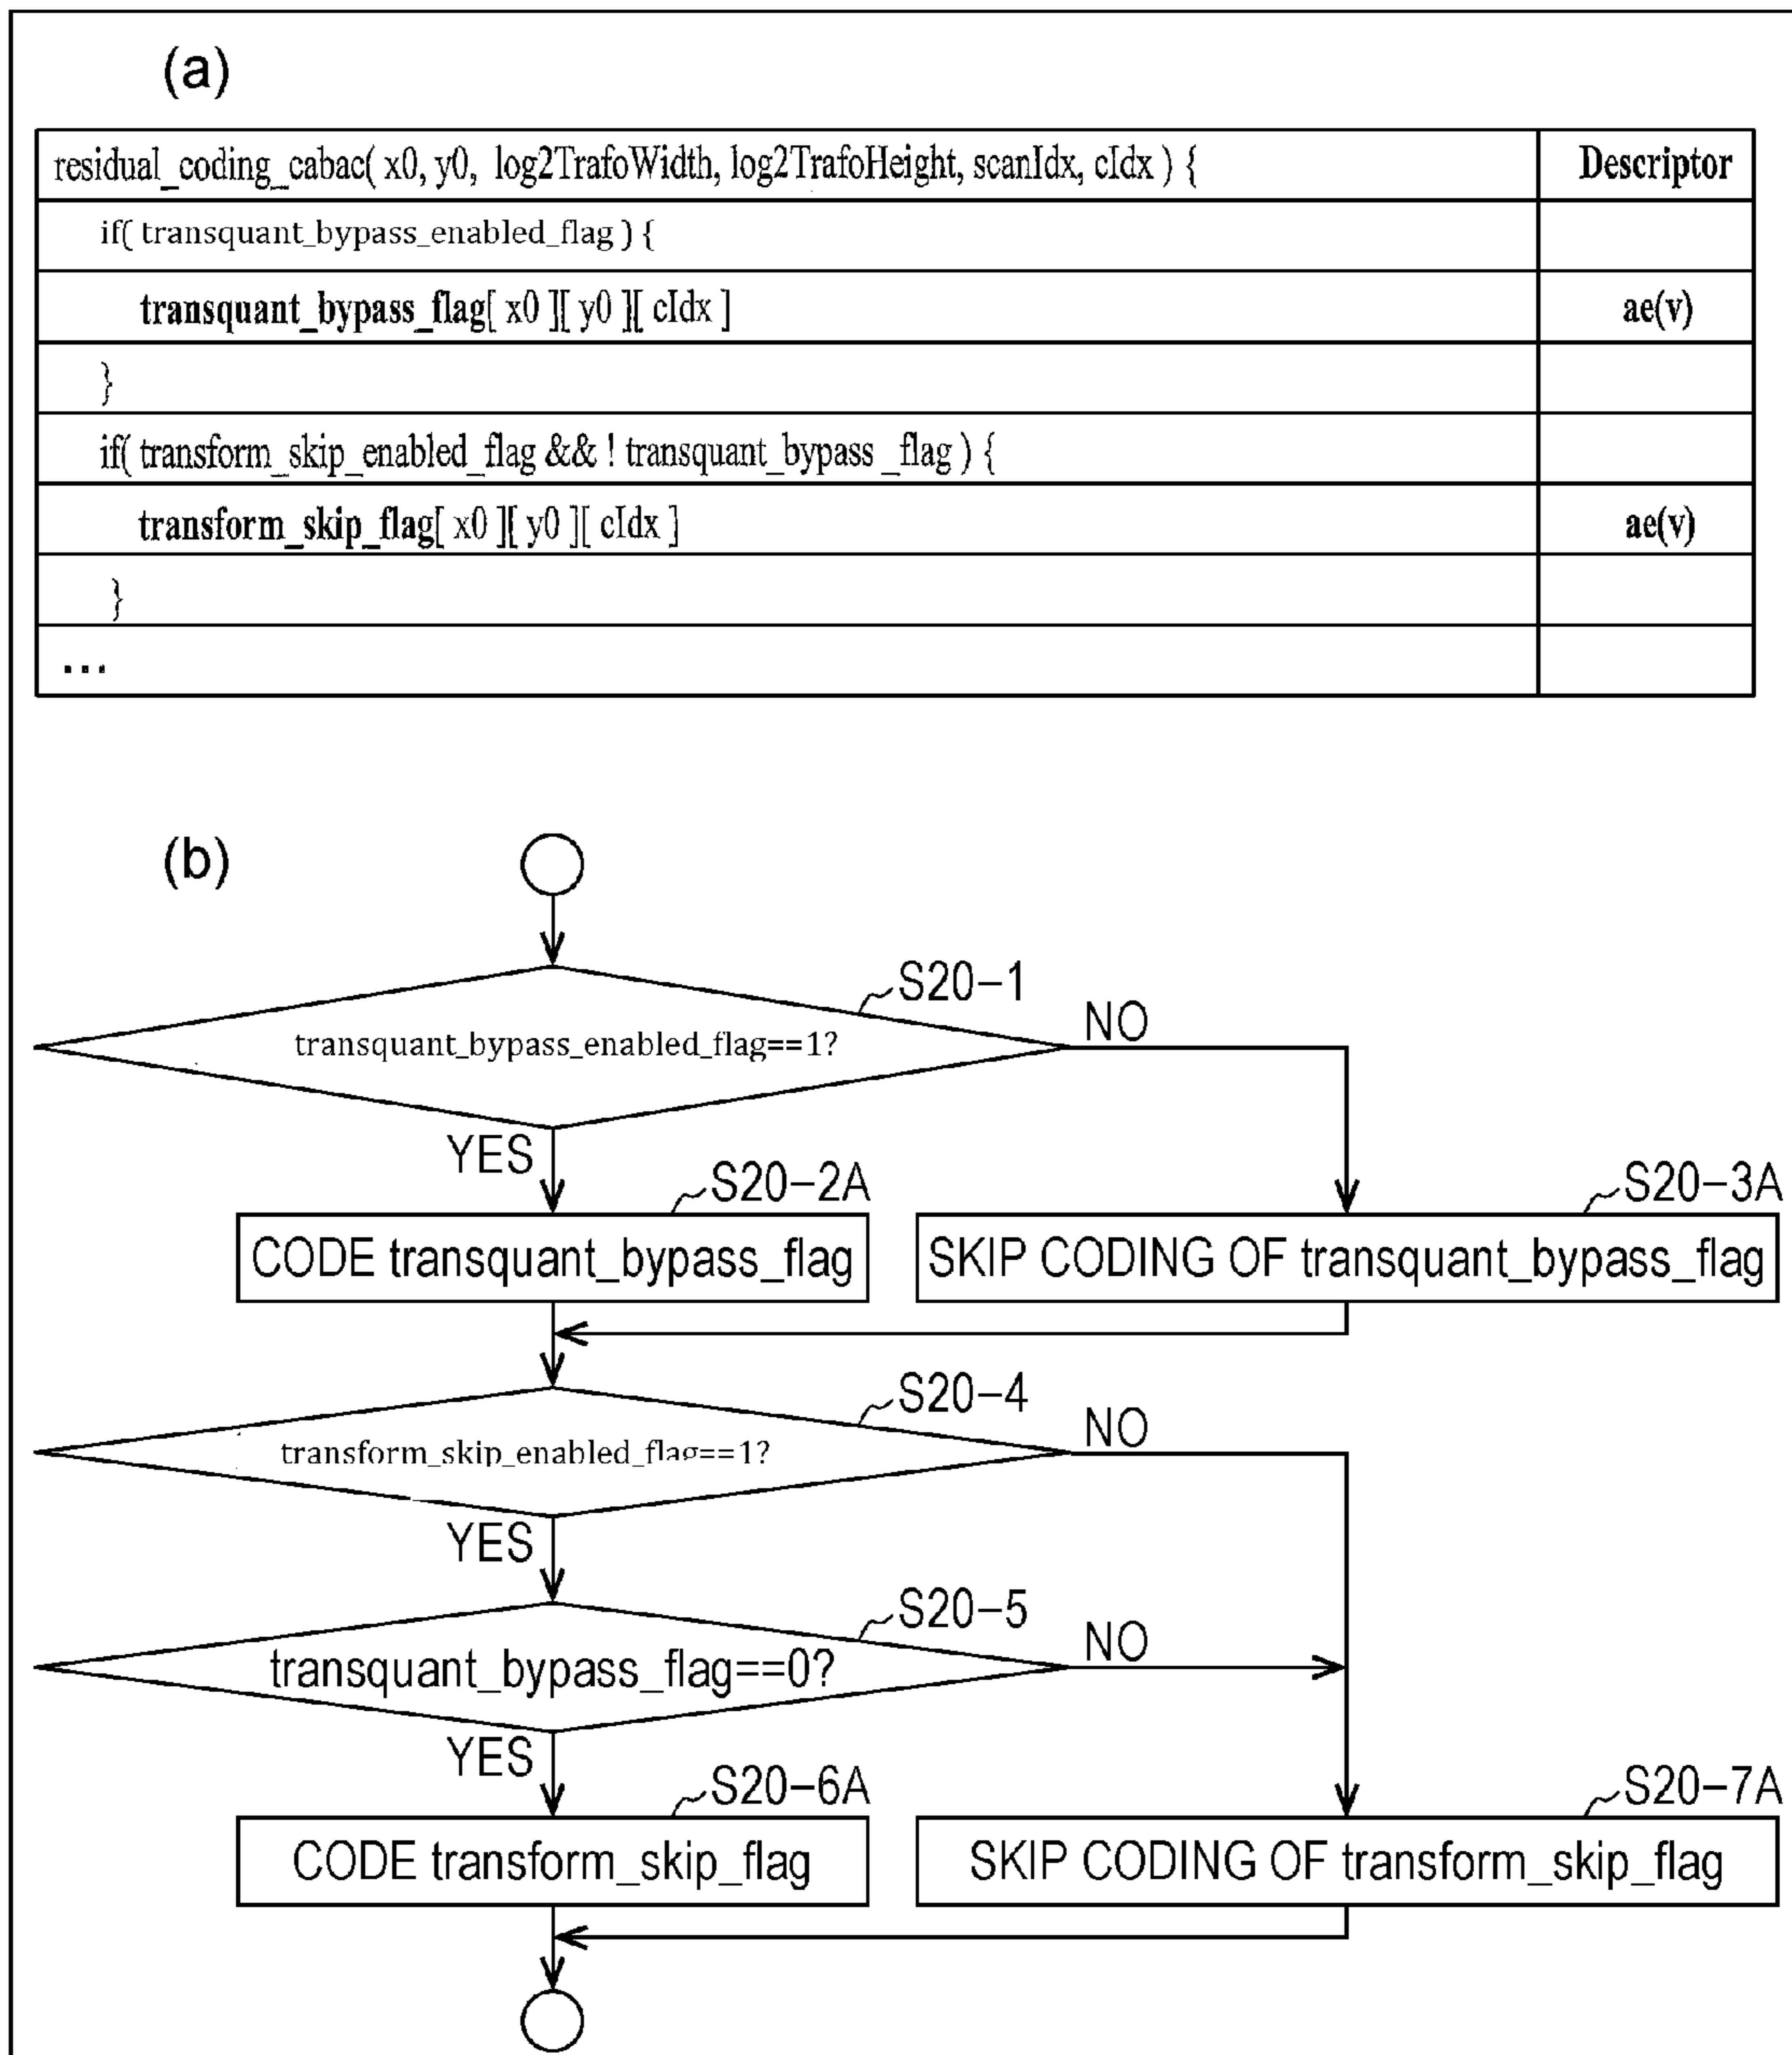 (a)
residual_coding_cabac( x0, y0, log2TrafoWidth, log2TrafoHeight, scanIdx, cIdx ) { Descriptor
if( transquant_bypass_enabled_flag ) {
transquant_bypass_flag[ x0 ][ y0 ][ cIdx ] ae(v)
}
if( transform_skip_enabled_flag && ! transquant_bypass _flag ) {
transform_skip_flag[ x0 ][ y0 ][ cIdx ] ae(v)
}
...
(b)
S20-1
transquant_bypass_enabled_flag==1?
NO
YES
S20-2A
S20-3A
CODE transquant_bypass_flag
SKIP CODING OF transquant_bypass_flag
S20-4
transform_skip_enabled_flag==1?
NO
YES
S20-5
transquant_bypass_flag==0?
NO
YES
S20-6A
S20-7A
CODE transform_skip_flag
SKIP CODING OF transform_skip_flag